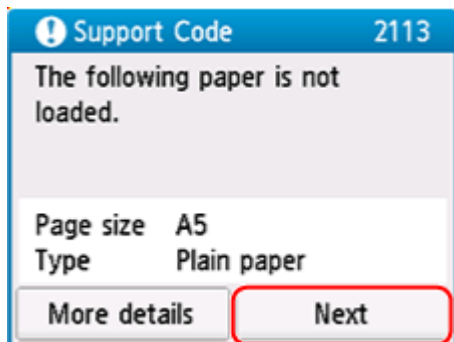 Support Code 2113
The following paper is not
loaded.
Page size A5
Type Plain paper
More details Next